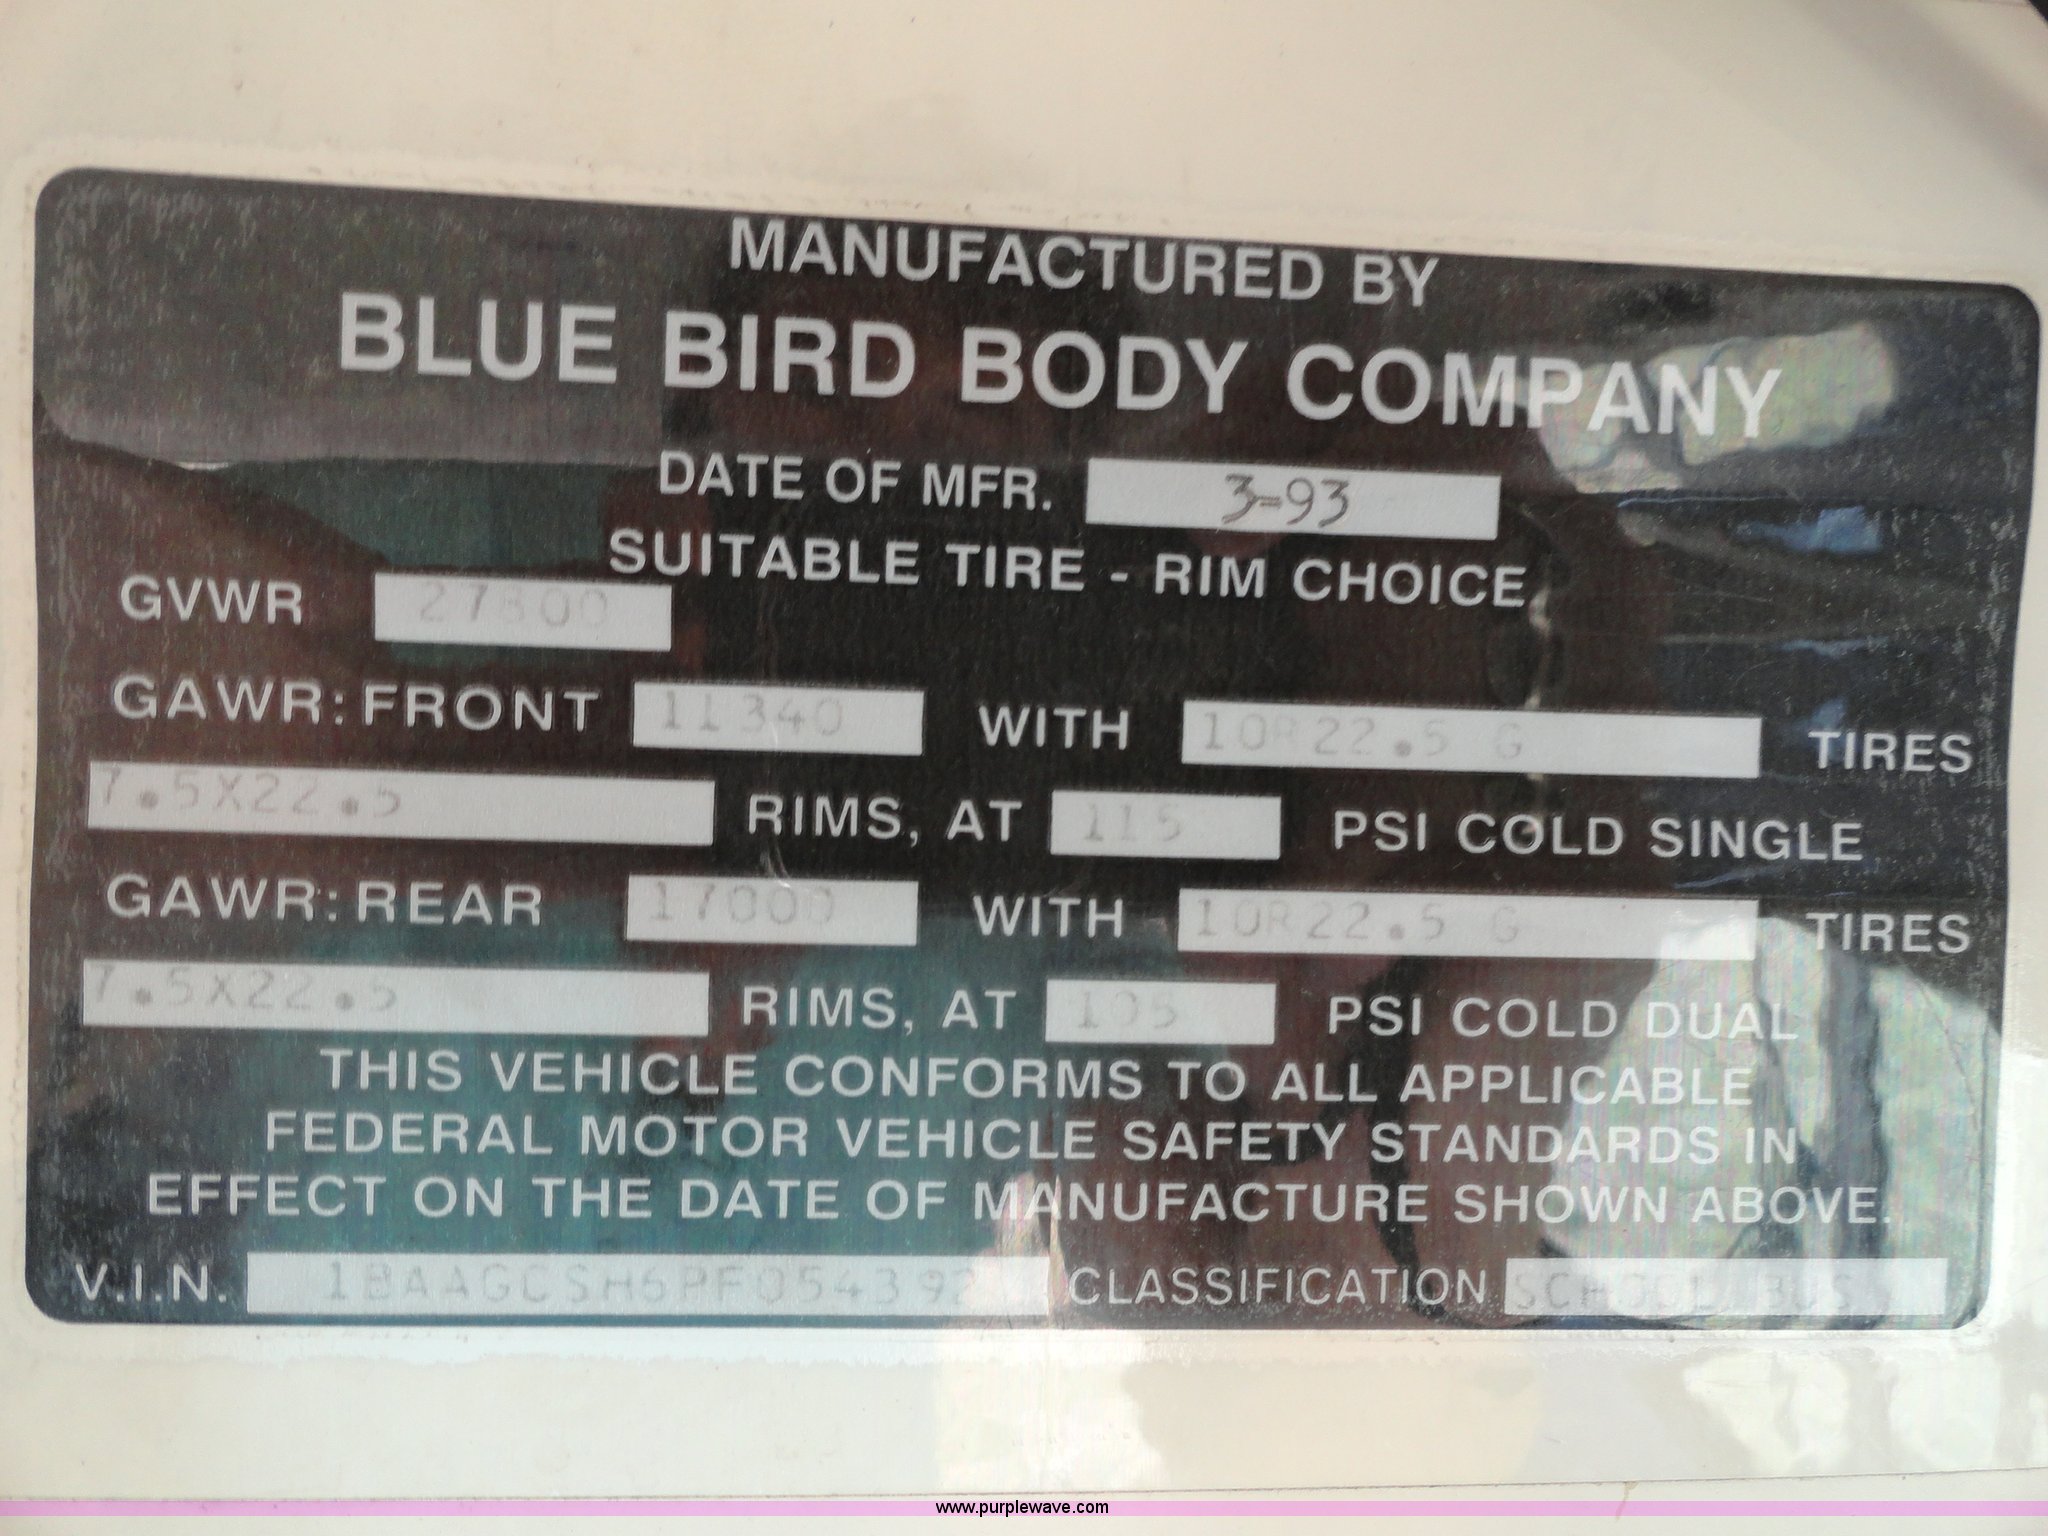 MANUFACTURED BY
BLUE BIRD BODY COMPANY
DATE OF MFR. 3-93
SUITABLE TIRE - RIM CHOICE
GVWR 27800
GAWR: FRONT 11340 WITH 10R22.5 G TIRES
7.5X22.5 RIMS, AT 115 PSI COLD SINGLE
GAWR: REAR 17000 WITH 10R22.5 G TIRES
7.5X22.5 RIMS, AT 105 PSI COLD DUAL
THIS VEHICLE CONFORMS TO ALL APPLICABLE
FEDERAL MOTOR VEHICLE SAFETY STANDARDS IN
EFFECT ON THE DATE OF MANUFACTURE SHOWN ABOVE.
V.I.N. 1BAAGCSH6PF054392 CLASSIFICATION SCHOOL BUS
www.purplewave.com